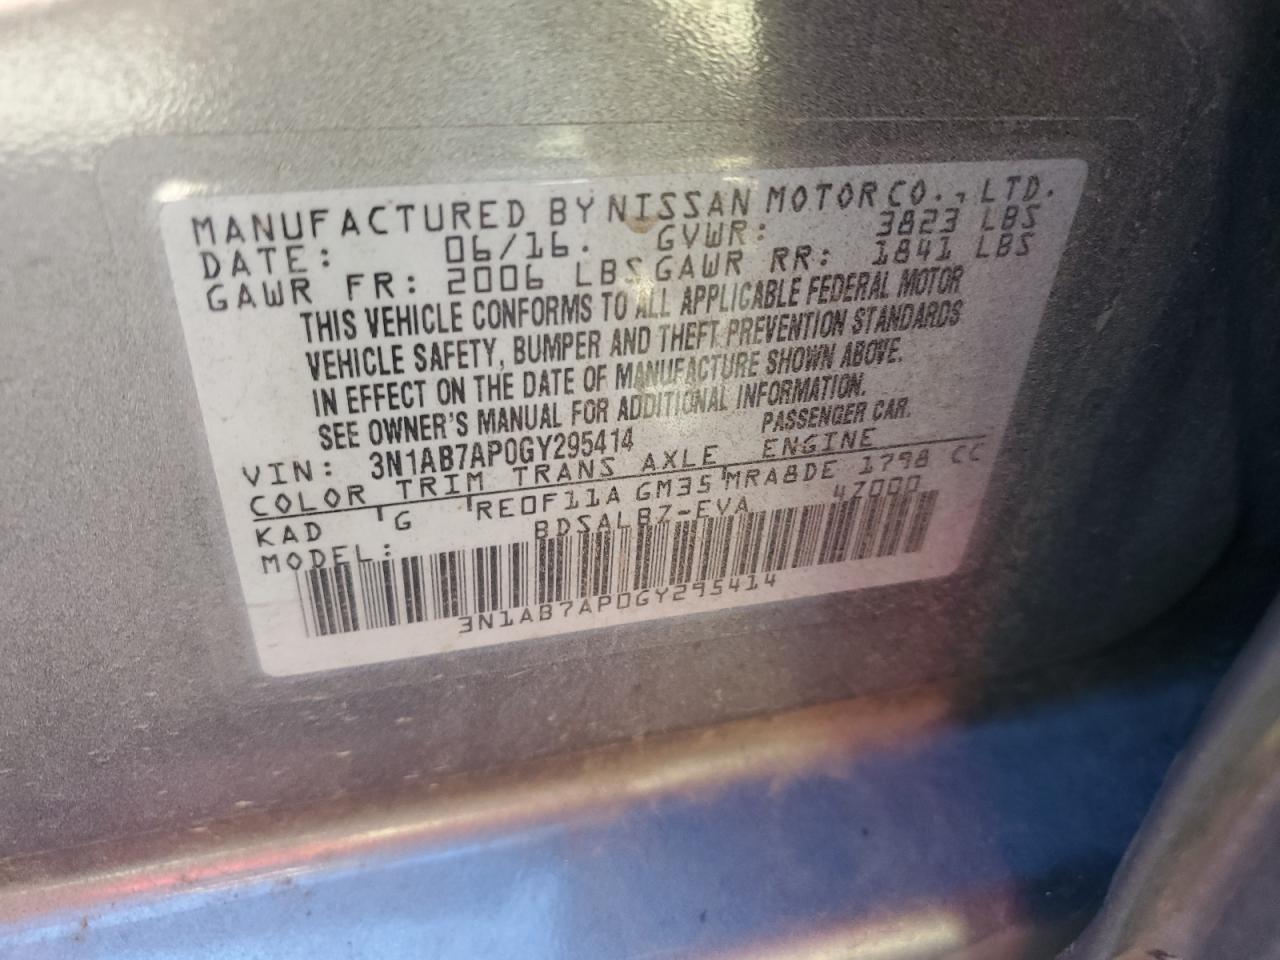 MANUFACTURED BY NISSAN MOTOR CO., LTD.
DATE: 06/16. GVWR: 3823 LBS
GAWR FR: 2006 LBS GAWR RR: 1841 LBS
THIS VEHICLE CONFORMS TO ALL APPLICABLE FEDERAL MOTOR
VEHICLE SAFETY, BUMPER AND THEFT PREVENTION STANDARDS
IN EFFECT ON THE DATE OF MANUFACTURE SHOWN ABOVE.
SEE OWNER'S MANUAL FOR ADDITIONAL INFORMATION.
VIN: 3N1AB7AP0GY295414 PASSENGER CAR.
COLOR TRIM TRANS AXLE ENGINE
KAD G RE0F11A GM35 MRA8DE 1798 CC
MODEL: BDSALBZ-EVA 47000
3N1AB7AP0GY295414